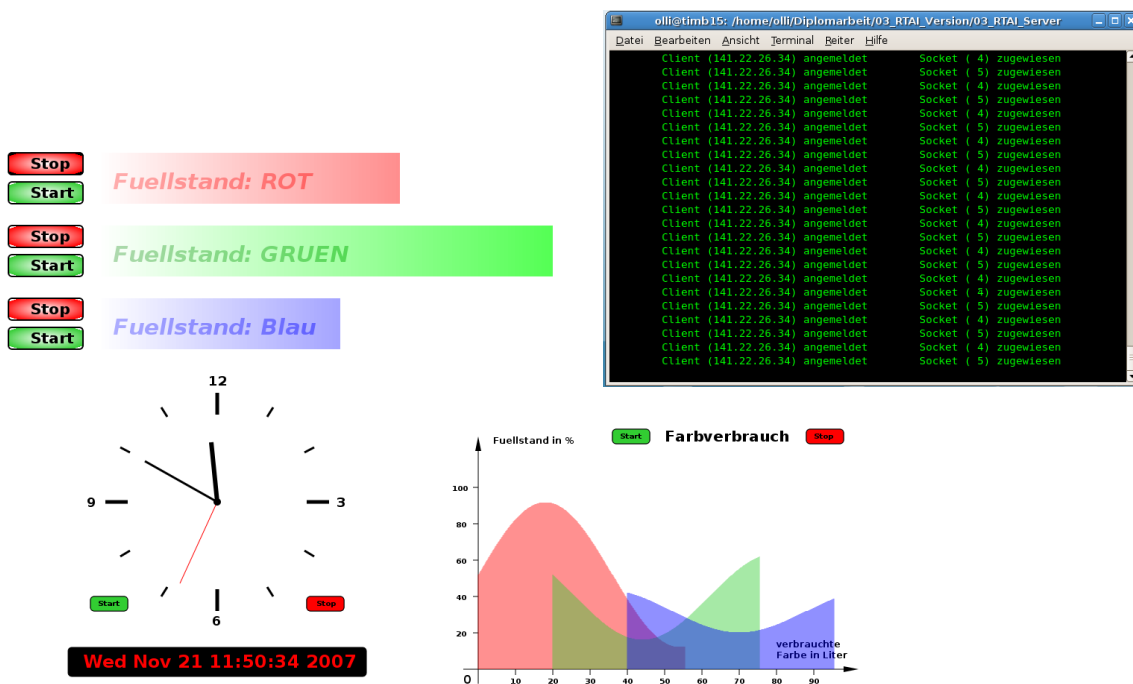 olli@timb15: /home/olli/Diplomarbeit/03_RTAI_Version/03_RTAI_Server
Datei Bearbeiten Ansicht Terminal Reiter Hilfe
Client (141.22.26.34) angemeldet Socket ( 4) zugewiesen
Client (141.22.26.34) angemeldet Socket ( 5) zugewiesen
Client (141.22.26.34) angemeldet Socket ( 4) zugewiesen
Client (141.22.26.34) angemeldet Socket ( 5) zugewiesen
Client (141.22.26.34) angemeldet Socket ( 4) zugewiesen
Client (141.22.26.34) angemeldet Socket ( 5) zugewiesen
Client (141.22.26.34) angemeldet Socket ( 4) zugewiesen
Client (141.22.26.34) angemeldet Socket ( 5) zugewiesen
Client (141.22.26.34) angemeldet Socket ( 4) zugewiesen
Client (141.22.26.34) angemeldet Socket ( 5) zugewiesen
Client (141.22.26.34) angemeldet Socket ( 4) zugewiesen
Client (141.22.26.34) angemeldet Socket ( 5) zugewiesen
Client (141.22.26.34) angemeldet Socket ( 4) zugewiesen
Client (141.22.26.34) angemeldet Socket ( 5) zugewiesen
Client (141.22.26.34) angemeldet Socket ( 4) zugewiesen
Client (141.22.26.34) angemeldet Socket ( 5) zugewiesen
Client (141.22.26.34) angemeldet Socket ( 4) zugewiesen
Client (141.22.26.34) angemeldet Socket ( 4) zugewiesen
Client (141.22.26.34) angemeldet Socket ( 5) zugewiesen
Client (141.22.26.34) angemeldet Socket ( 4) zugewiesen
Client (141.22.26.34) angemeldet Socket ( 5) zugewiesen
Client (141.22.26.34) angemeldet Socket ( 4) zugewiesen
Client (141.22.26.34) angemeldet Socket ( 5) zugewiesen
Stop
Start
Fuellstand: ROT
Stop
Start
Fuellstand: GRUEN
Stop
Start
Fuellstand: Blau
12
9
3
6
Start
Stop
Wed Nov 21 11:50:34 2007
Fuellstand in %
Start
Farbverbrauch
Stop
100
80
60
40
20
verbrauchte
Farbe in Liter
0 10 20 30 40 50 60 70 80 90